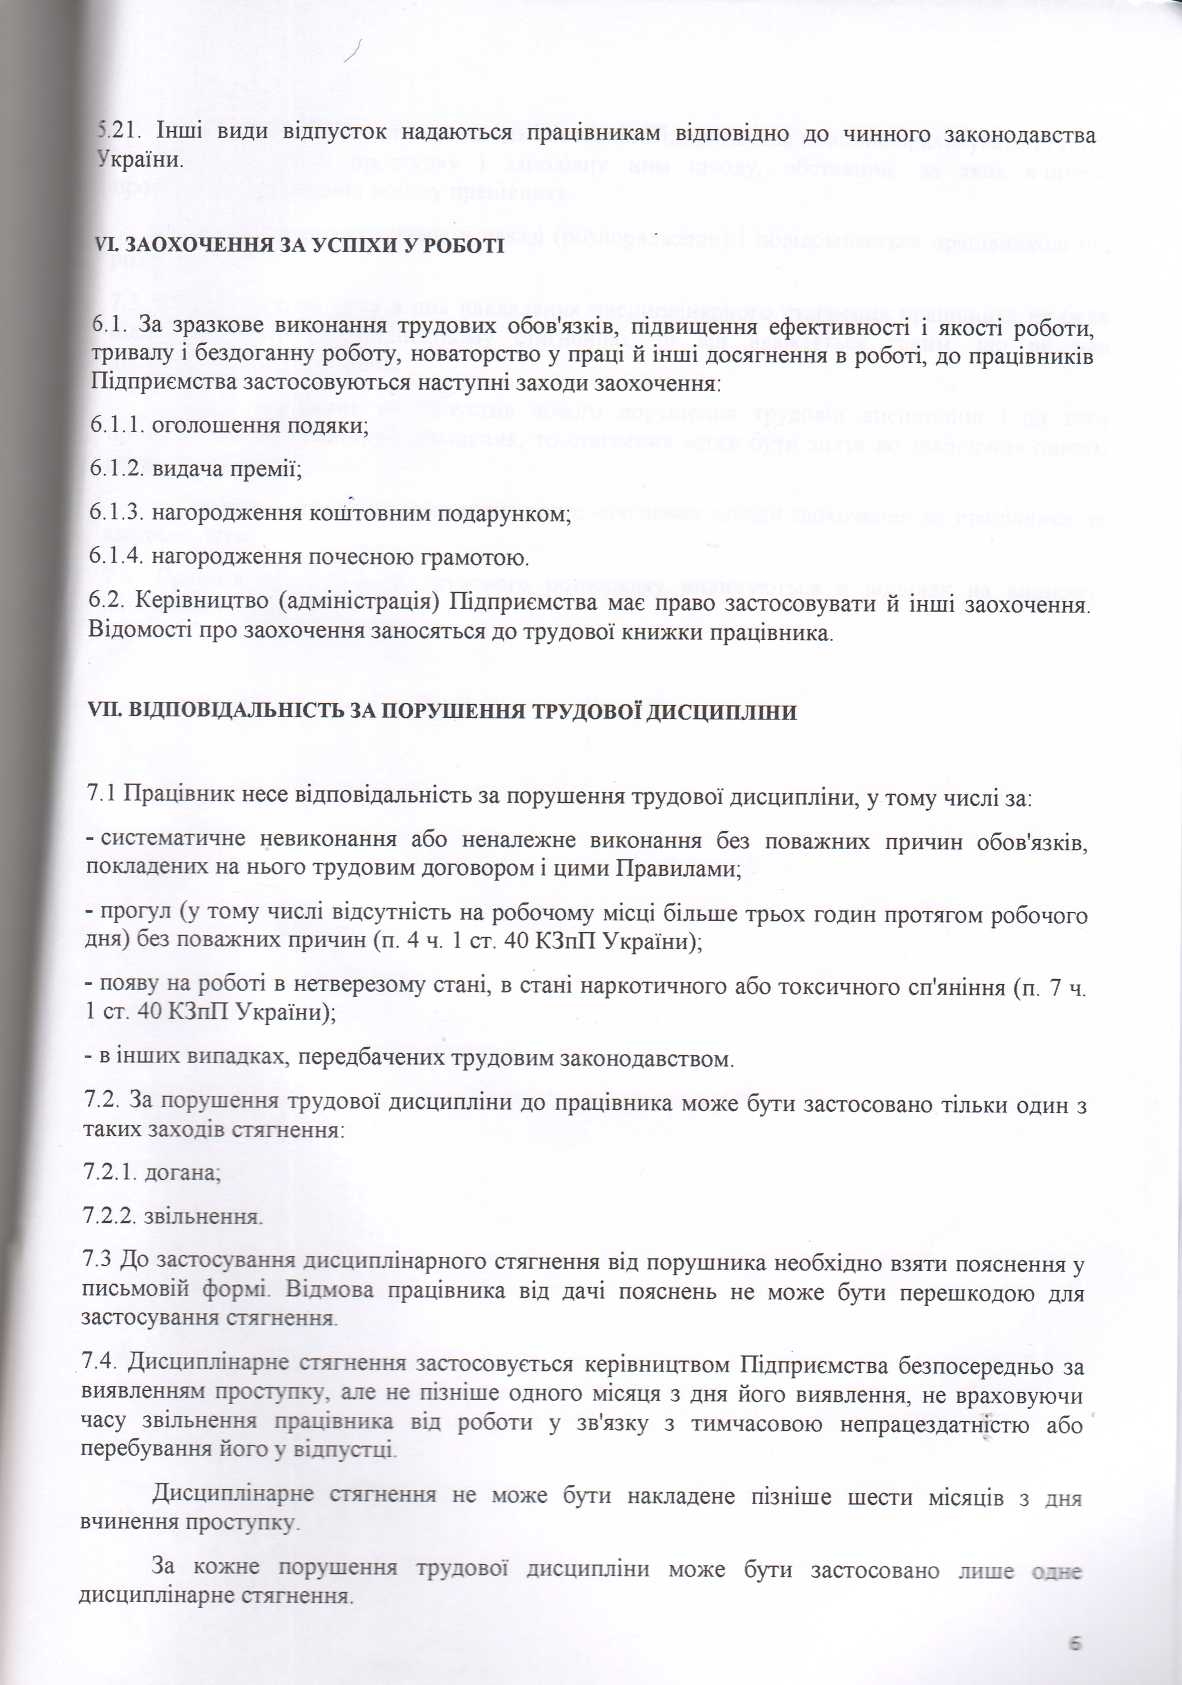 5.21. Інші види відпусток надаються працівникам відповідно до чинного законодавства
України.
VI. ЗАОХОЧЕННЯ ЗА УСПІХИ У РОБОТІ
6.1. За зразкове виконання трудових обов'язків, підвищення ефективності і якості роботи,
тривалу і бездоганну роботу, новаторство у праці й інші досягнення в роботі, до працівників
Підприємства застосовуються наступні заходи заохочення:
6.1.1. оголошення подяки;
6.1.2. видача премії;
6.1.3. нагородження коштовним подарунком;
6.1.4. нагородження почесною грамотою.
6.2. Керівництво (адміністрація) Підприємства має право застосовувати й інші заохочення.
Відомості про заохочення заносяться до трудової книжки працівника.
VII. ВІДПОВІДАЛЬНІСТЬ ЗА ПОРУШЕННЯ ТРУДОВОЇ ДИСЦИПЛІНИ
7.1 Працівник несе відповідальність за порушення трудової дисципліни, у тому числі за:
- систематичне невиконання або неналежне виконання без поважних причин обов'язків,
покладених на нього трудовим договором і цими Правилами;
- прогул (у тому числі відсутність на робочому місці більше трьох годин протягом робочого
дня) без поважних причин (п. 4 ч. 1 ст. 40 КЗпП України);
- появу на роботі в нетверезому стані, в стані наркотичного або токсичного сп'яніння (п. 7 ч.
1 ст. 40 КЗпП України);
- в інших випадках, передбачених трудовим законодавством.
7.2. За порушення трудової дисципліни до працівника може бути застосовано тільки один з
таких заходів стягнення:
7.2.1. догана;
7.2.2. звільнення.
7.3 До застосування дисциплінарного стягнення від порушника необхідно взяти пояснення у
письмовій формі. Відмова працівника від дачі пояснень не може бути перешкодою для
застосування стягнення.
7.4. Дисциплінарне стягнення застосовується керівництвом Підприємства безпосередньо за
виявленням проступку, але не пізніше одного місяця з дня його виявлення, не враховуючи
часу звільнення працівника від роботи у зв'язку з тимчасовою непрацездатністю або
перебування його у відпустці.
Дисциплінарне стягнення не може бути накладене пізніше шести місяців з дня
вчинення проступку.
За кожне порушення трудової дисципліни може бути застосовано лише одне
дисциплінарне стягнення.
6